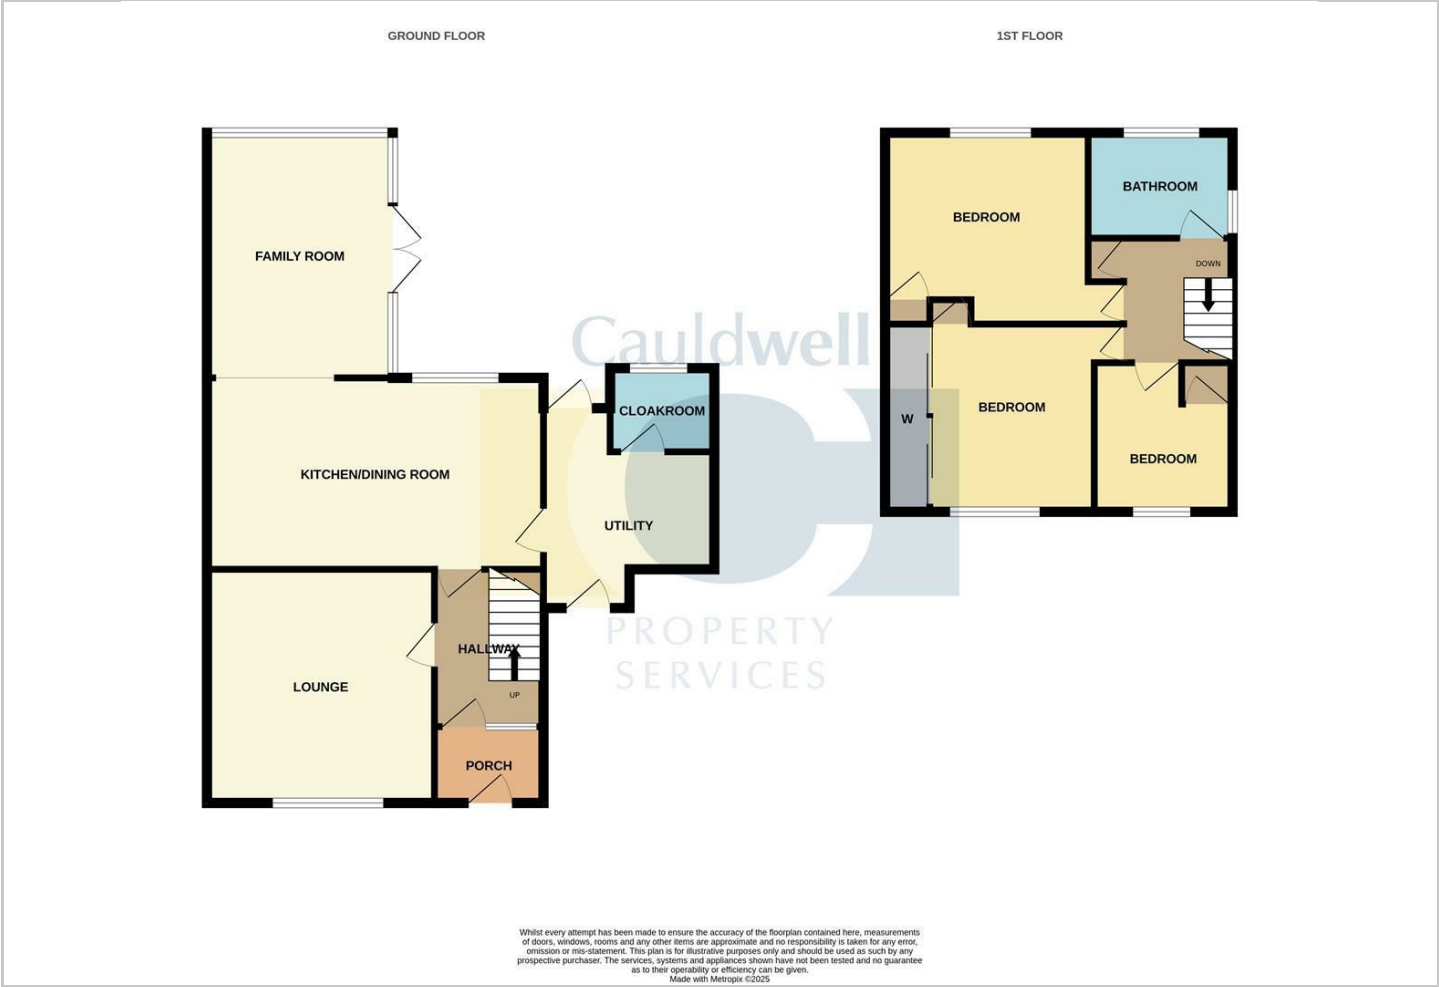 GROUND FLOOR
1ST FLOOR
FAMILY ROOM
KITCHEN/DINING ROOM
CLOAKROOM
UTILITY
LOUNGE
HALLWAY
UP
PORCH
BEDROOM
BATHROOM
DOWN
W
BEDROOM
BEDROOM
Cauldwell
PROPERTY
SERVICES
Whilst every attempt has been made to ensure the accuracy of the floorplan contained here, measurements
of doors, windows, rooms and any other items are approximate and no responsibility is taken for any error,
omission or mis-statement. This plan is for illustrative purposes only and should be used as such by any
prospective purchaser. The services, systems and appliances shown have not been tested and no guarantee
as to their operability or efficiency can be given.
Made with Metropix ©2025